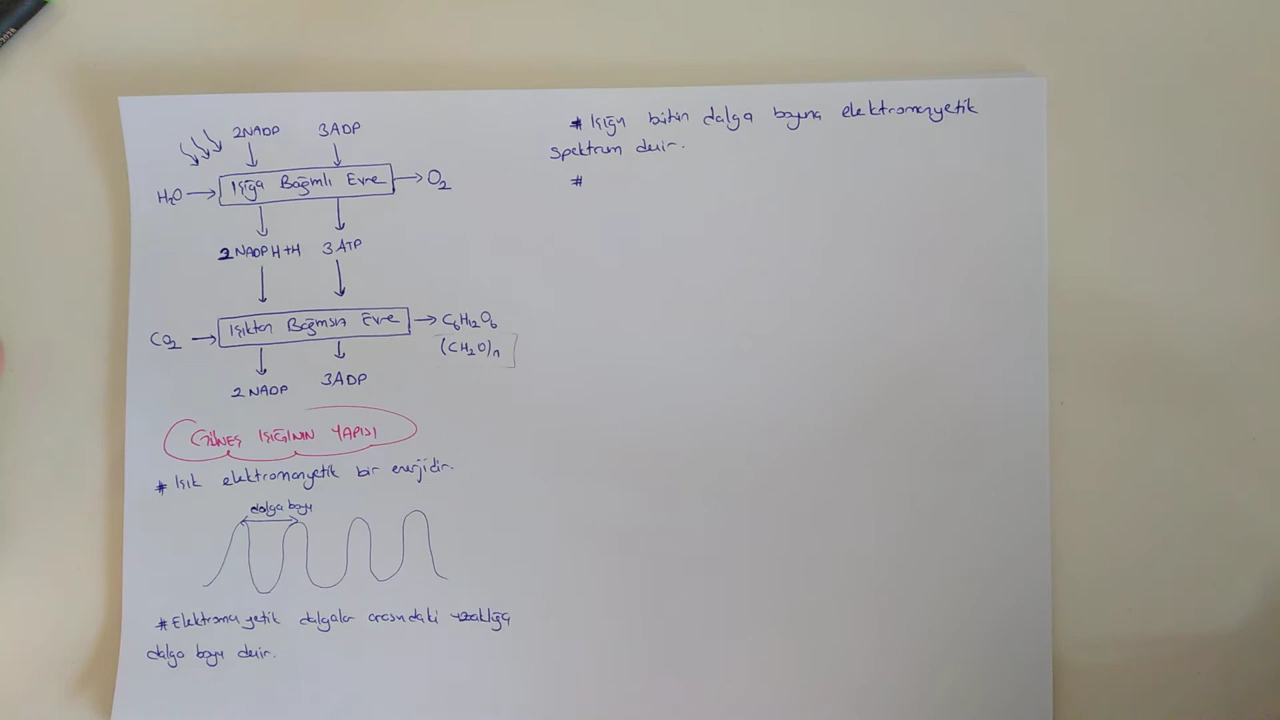 2NADP 3ADP
H₂O → Işığa Bağımlı Evre → O₂
2NADPH+H 3ATP
CO₂ → Işıktan Bağımsız Evre → C₆H₁₂O₆
(CH₂O)n
2NADP 3ADP
GÜNEŞ IŞIĞININ YAPISI
* Işık elektromanyetik bir enerjidir.
dalga boyu
* Elektromanyetik dalgalar arasındaki uzaklığa
dalga boyu denir.
* Işığın bütün dalga boyuna elektromanyetik
spektrum denir.
*